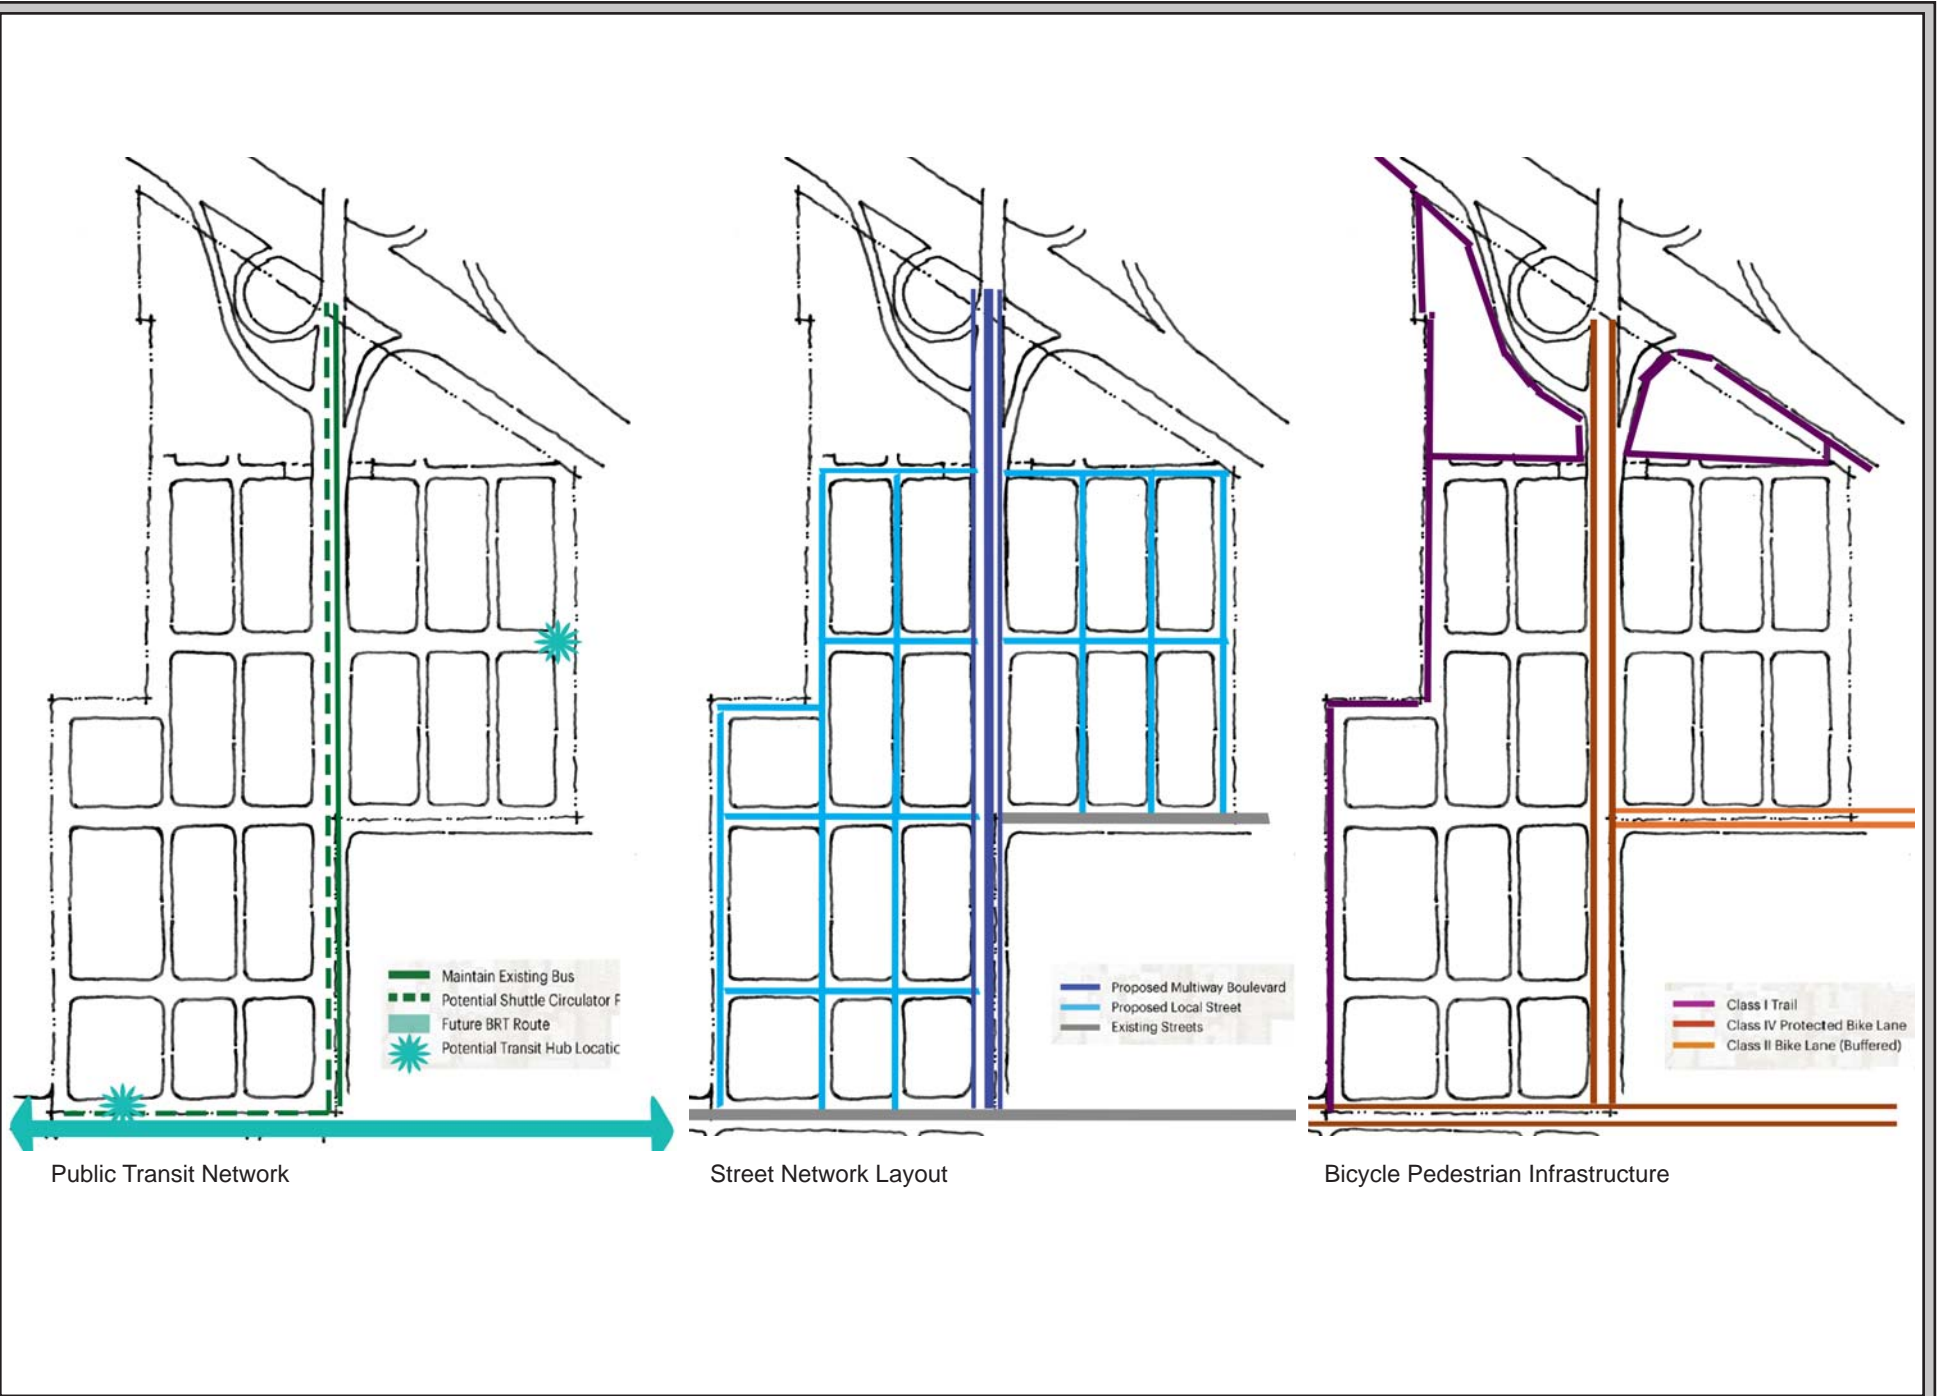 Maintain Existing Bus
Potential Shuttle Circulator F
Future BRT Route
Potential Transit Hub Locatic
Proposed Multiway Boulevard
Proposed Local Street
Existing Streets
Class I Trail
Class IV Protected Bike Lane
Class II Bike Lane (Buffered)
Public Transit Network
Street Network Layout
Bicycle Pedestrian Infrastructure